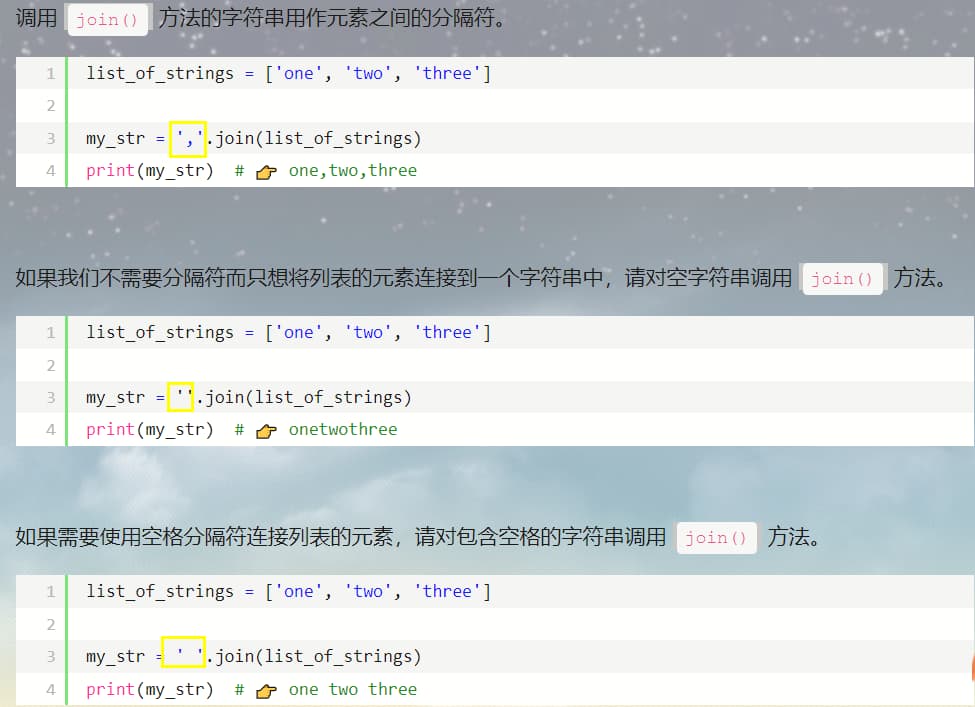 调用 join() 方法的字符串用作元素之间的分隔符。
1 list_of_strings = ['one', 'two', 'three']
2
3 my_str = ','.join(list_of_strings)
4 print(my_str)  # 👉 one,two,three
如果我们不需要分隔符而只想将列表的元素连接到一个字符串中，请对空字符串调用 join() 方法。
1 list_of_strings = ['one', 'two', 'three']
2
3 my_str = ''.join(list_of_strings)
4 print(my_str)  # 👉 onetwothree
如果需要使用空格分隔符连接列表的元素，请对包含空格的字符串调用 join() 方法。
1 list_of_strings = ['one', 'two', 'three']
2
3 my_str = ' '.join(list_of_strings)
4 print(my_str)  # 👉 one two three